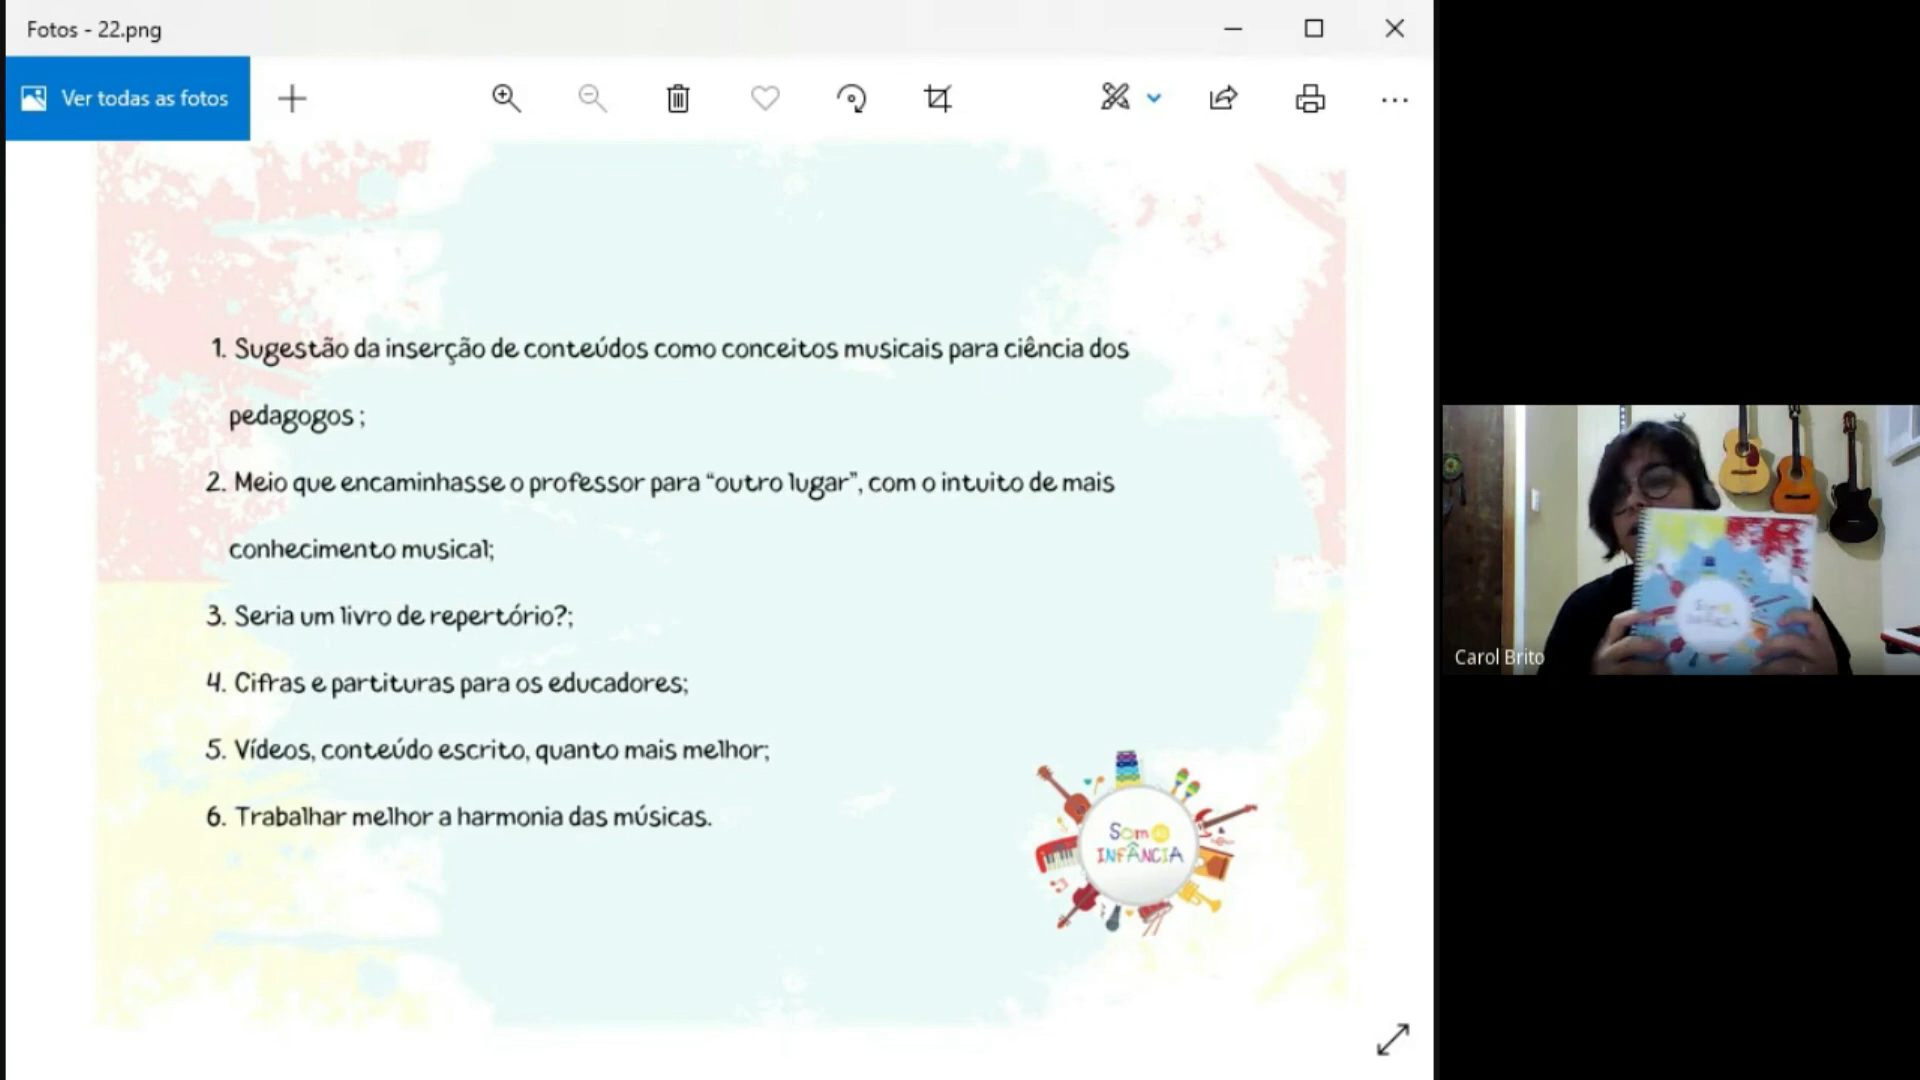 Fotos - 22.png
Ver todas as fotos
1. Sugestão da inserção de conteúdos como conceitos musicais para ciência dos
pedagogos ;
2. Meio que encaminhasse o professor para “outro lugar”, com o intuito de mais
conhecimento musical;
3. Seria um livro de repertório?;
4. Cifras e partituras para os educadores;
5. Vídeos, conteúdo escrito, quanto mais melhor;
6. Trabalhar melhor a harmonia das músicas.
Som
INFÂNCIA
Carol Brito